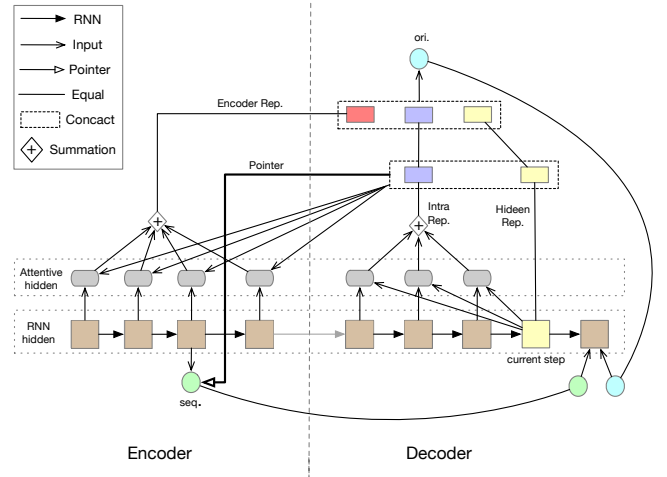 RNN
Input
Pointer
Equal
Concact
Summation
ori.
Encoder Rep.
Pointer
Intra
Rep.
Hideen
Rep.
Attentive
hidden
RNN
hidden
current step
seq.
Encoder
Decoder